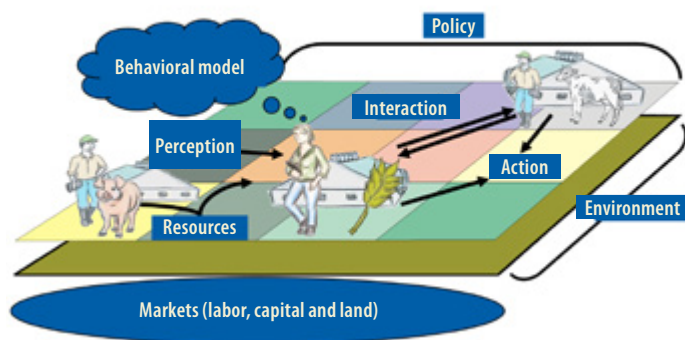 Policy
Behavioral model
Interaction
Perception
Action
Environment
Resources
Markets (labor, capital and land)